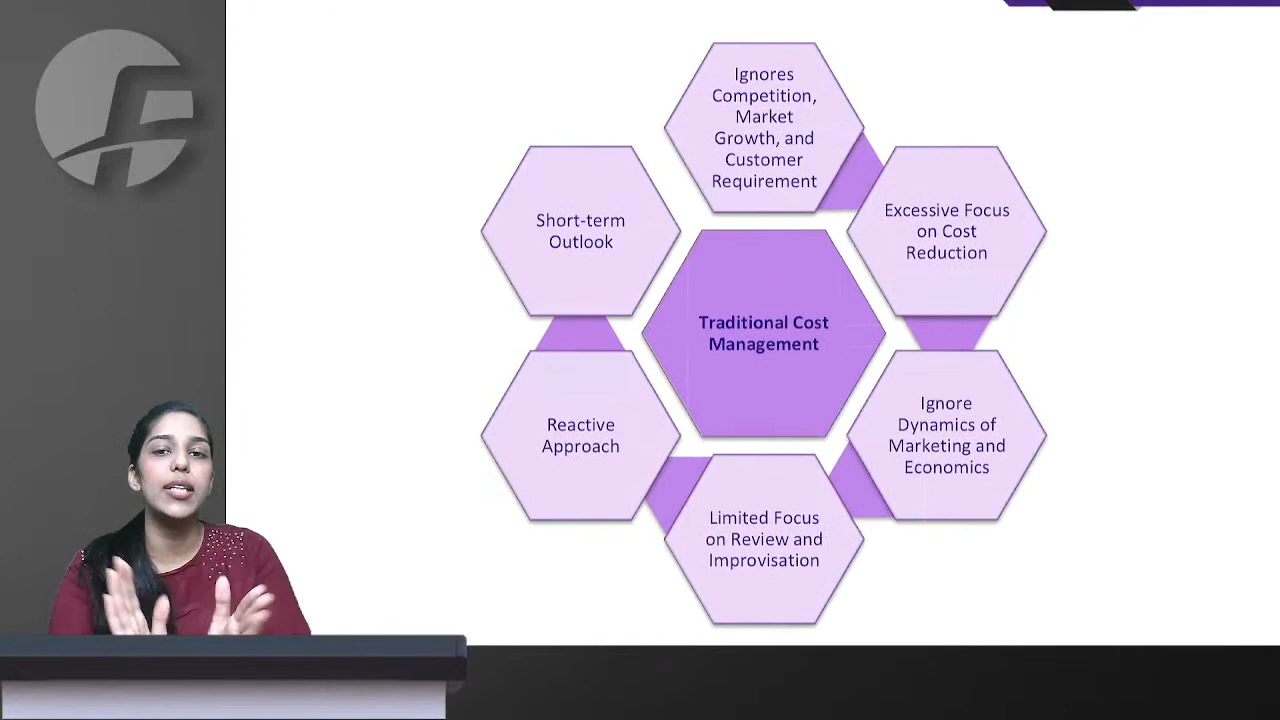 Ignores
Competition,
Market
Growth, and
Customer
Requirement
Excessive Focus
on Cost
Reduction
Ignore
Dynamics of
Marketing and
Economics
Limited Focus
on Review and
Improvisation
Reactive
Approach
Short-term
Outlook
Traditional Cost
Management